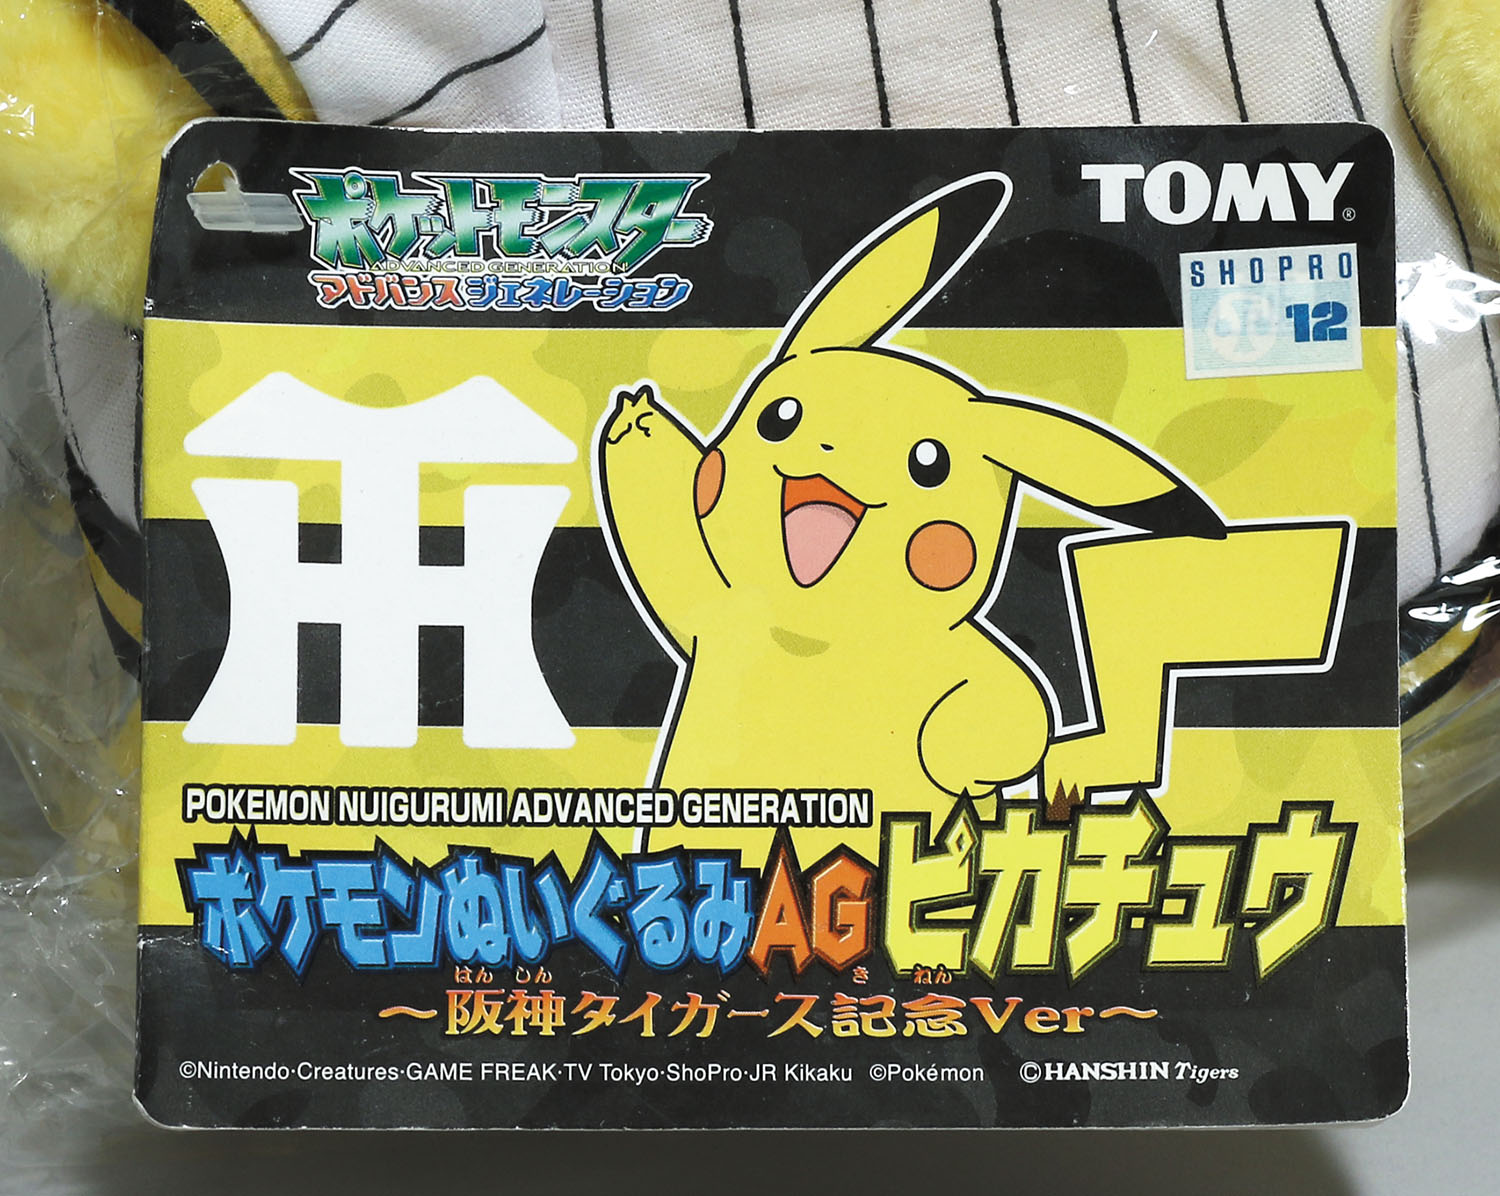 ポケットモンスター
ADVANCED GENERATION
アドバンスジェネレーション
TOMY®
SHOPRO
12
POKEMON NUIGURUMI ADVANCED GENERATION
ポケモンぬいぐるみAGピカチュウ
はんしん きねん
～阪神タイガース記念Ver～
©Nintendo·Creatures·GAME FREAK·TV Tokyo·ShoPro·JR Kikaku ©Pokémon ©HANSHIN Tigers